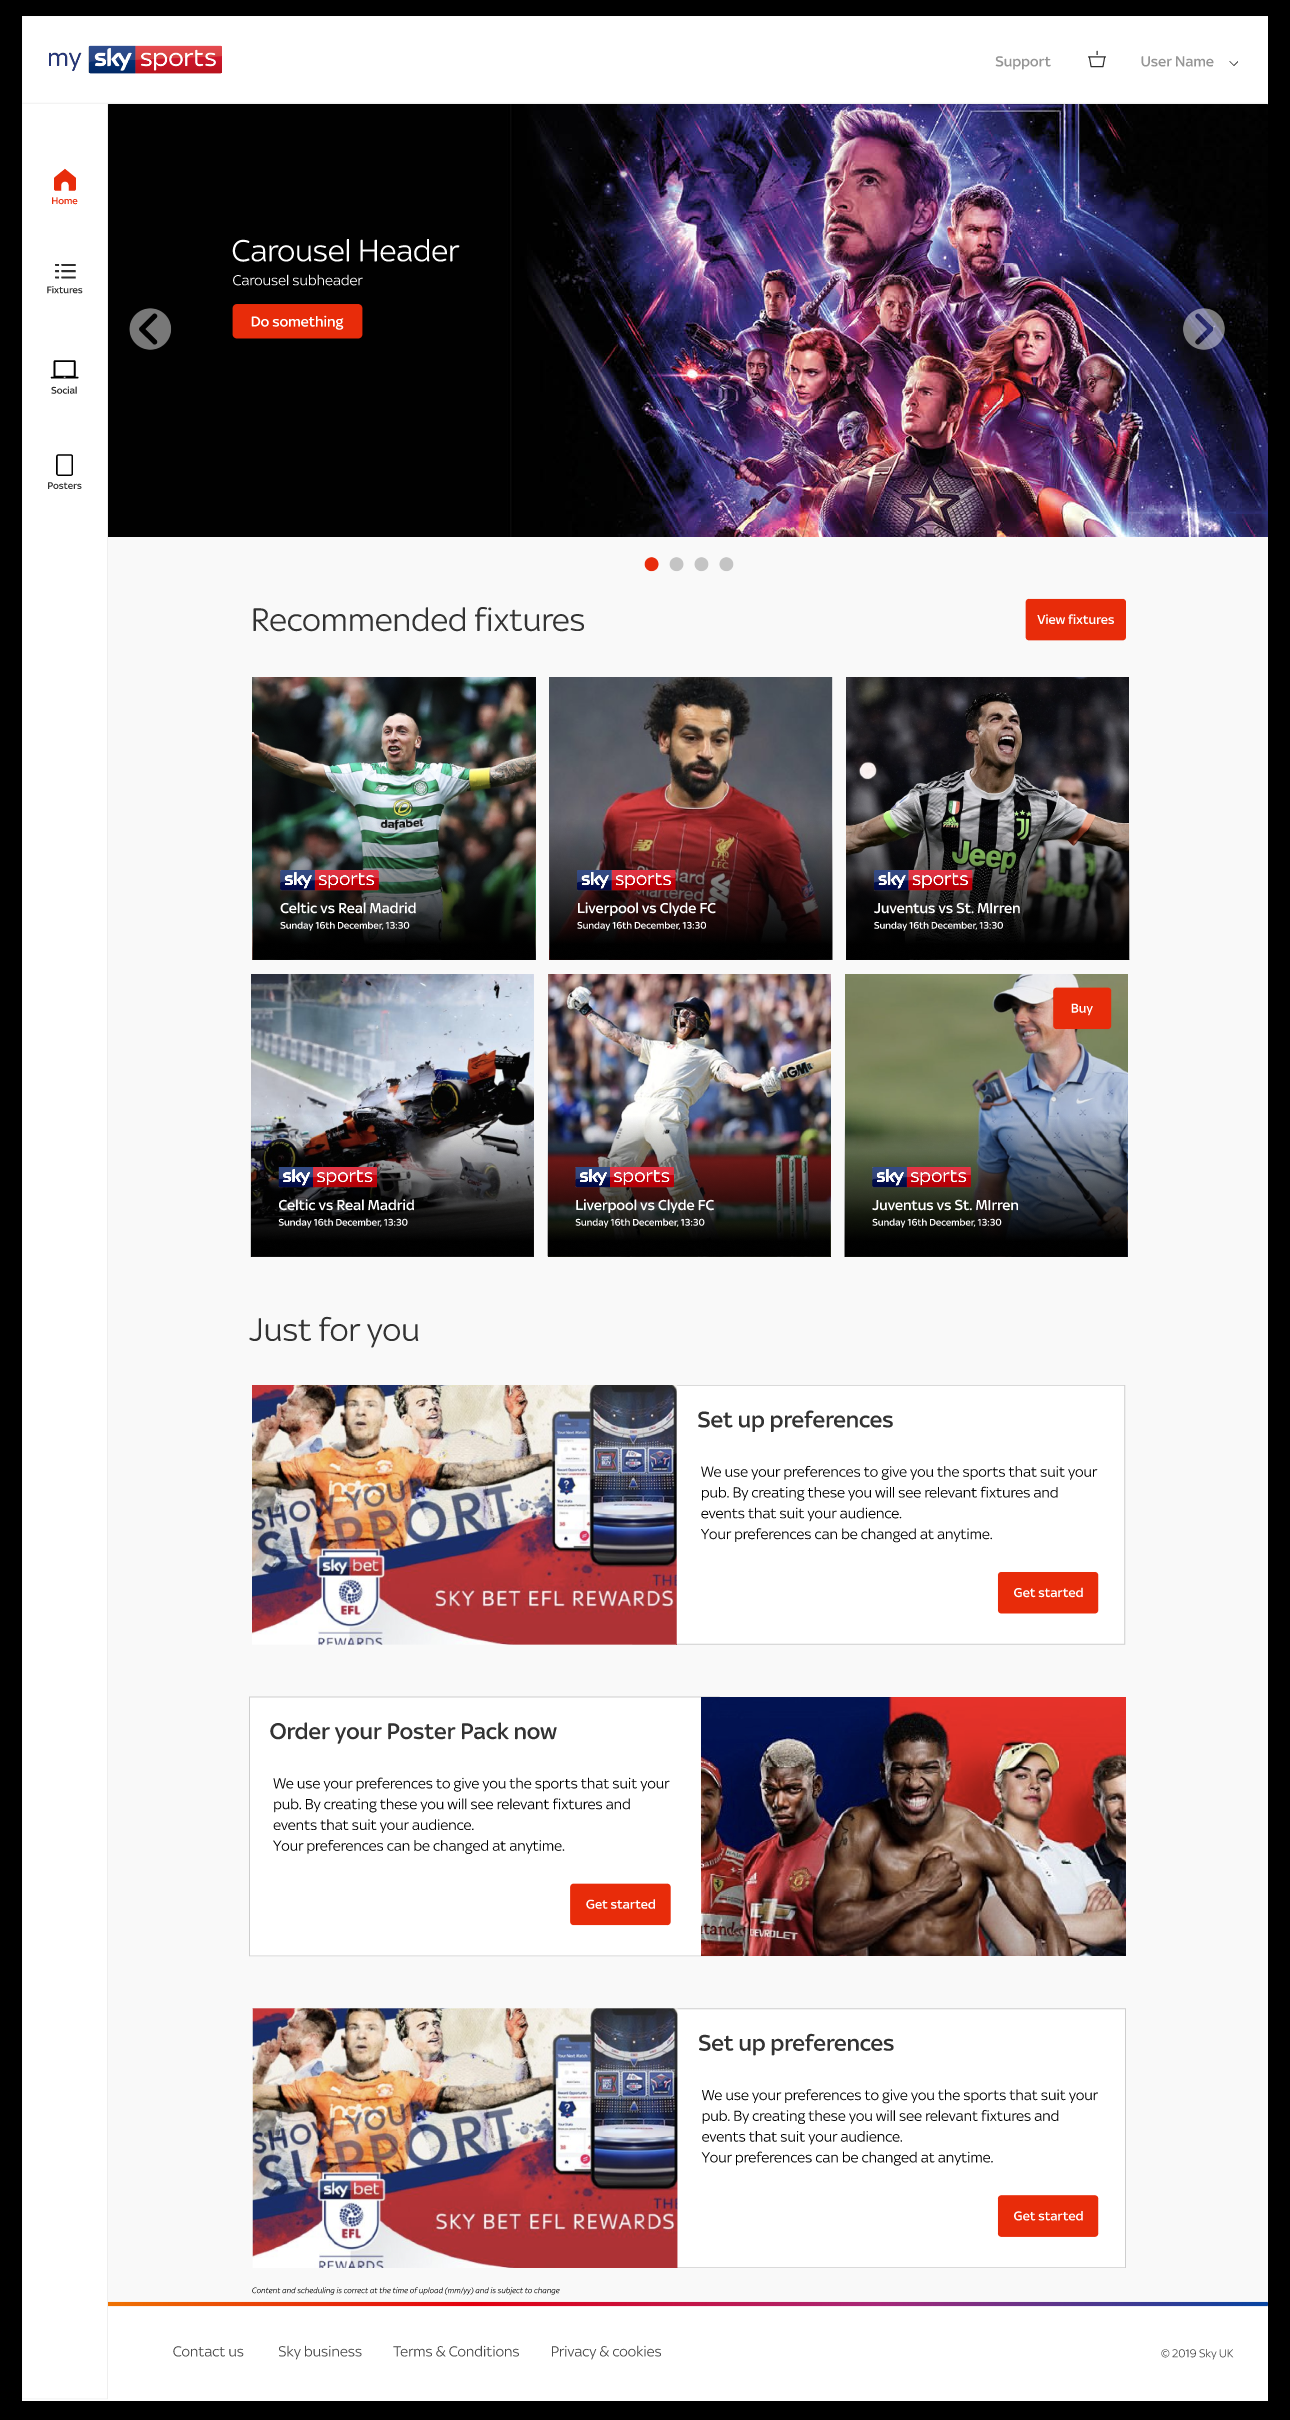 my sky sports
Support
User Name
Home
Fixtures
Social
Posters
Carousel Header
Carousel subheader
Do something
Recommended fixtures
View fixtures
dafabet
sky sports
Celtic vs Real Madrid
Sunday 16th December, 13:30
NB
L.F.C.
sky sports
Liverpool vs Clyde FC
Sunday 16th December, 13:30
Jeep
sky sports
Juventus vs St. MIrren
Sunday 16th December, 13:30
sky sports
Celtic vs Real Madrid
Sunday 16th December, 13:30
GM
sky sports
Liverpool vs Clyde FC
Sunday 16th December, 13:30
Buy
sky sports
Juventus vs St. MIrren
Sunday 16th December, 13:30
Just for you
SHOW YOUR
SUPPORT
sky bet
EFL
REWARDS
THE
SKY BET EFL REWARDS
Set up preferences
We use your preferences to give you the sports that suit your
pub. By creating these you will see relevant fixtures and
events that suit your audience.
Your preferences can be changed at anytime.
Get started
Order your Poster Pack now
We use your preferences to give you the sports that suit your
pub. By creating these you will see relevant fixtures and
events that suit your audience.
Your preferences can be changed at anytime.
Get started
CHEVROLET
SHOW YOUR
SUPPORT
sky bet
EFL
REWARDS
THE
SKY BET EFL REWARDS
Set up preferences
We use your preferences to give you the sports that suit your
pub. By creating these you will see relevant fixtures and
events that suit your audience.
Your preferences can be changed at anytime.
Get started
Content and scheduling is correct at the time of upload (mm/yy) and is subject to change
Contact us
Sky business
Terms & Conditions
Privacy & cookies
© 2019 Sky UK